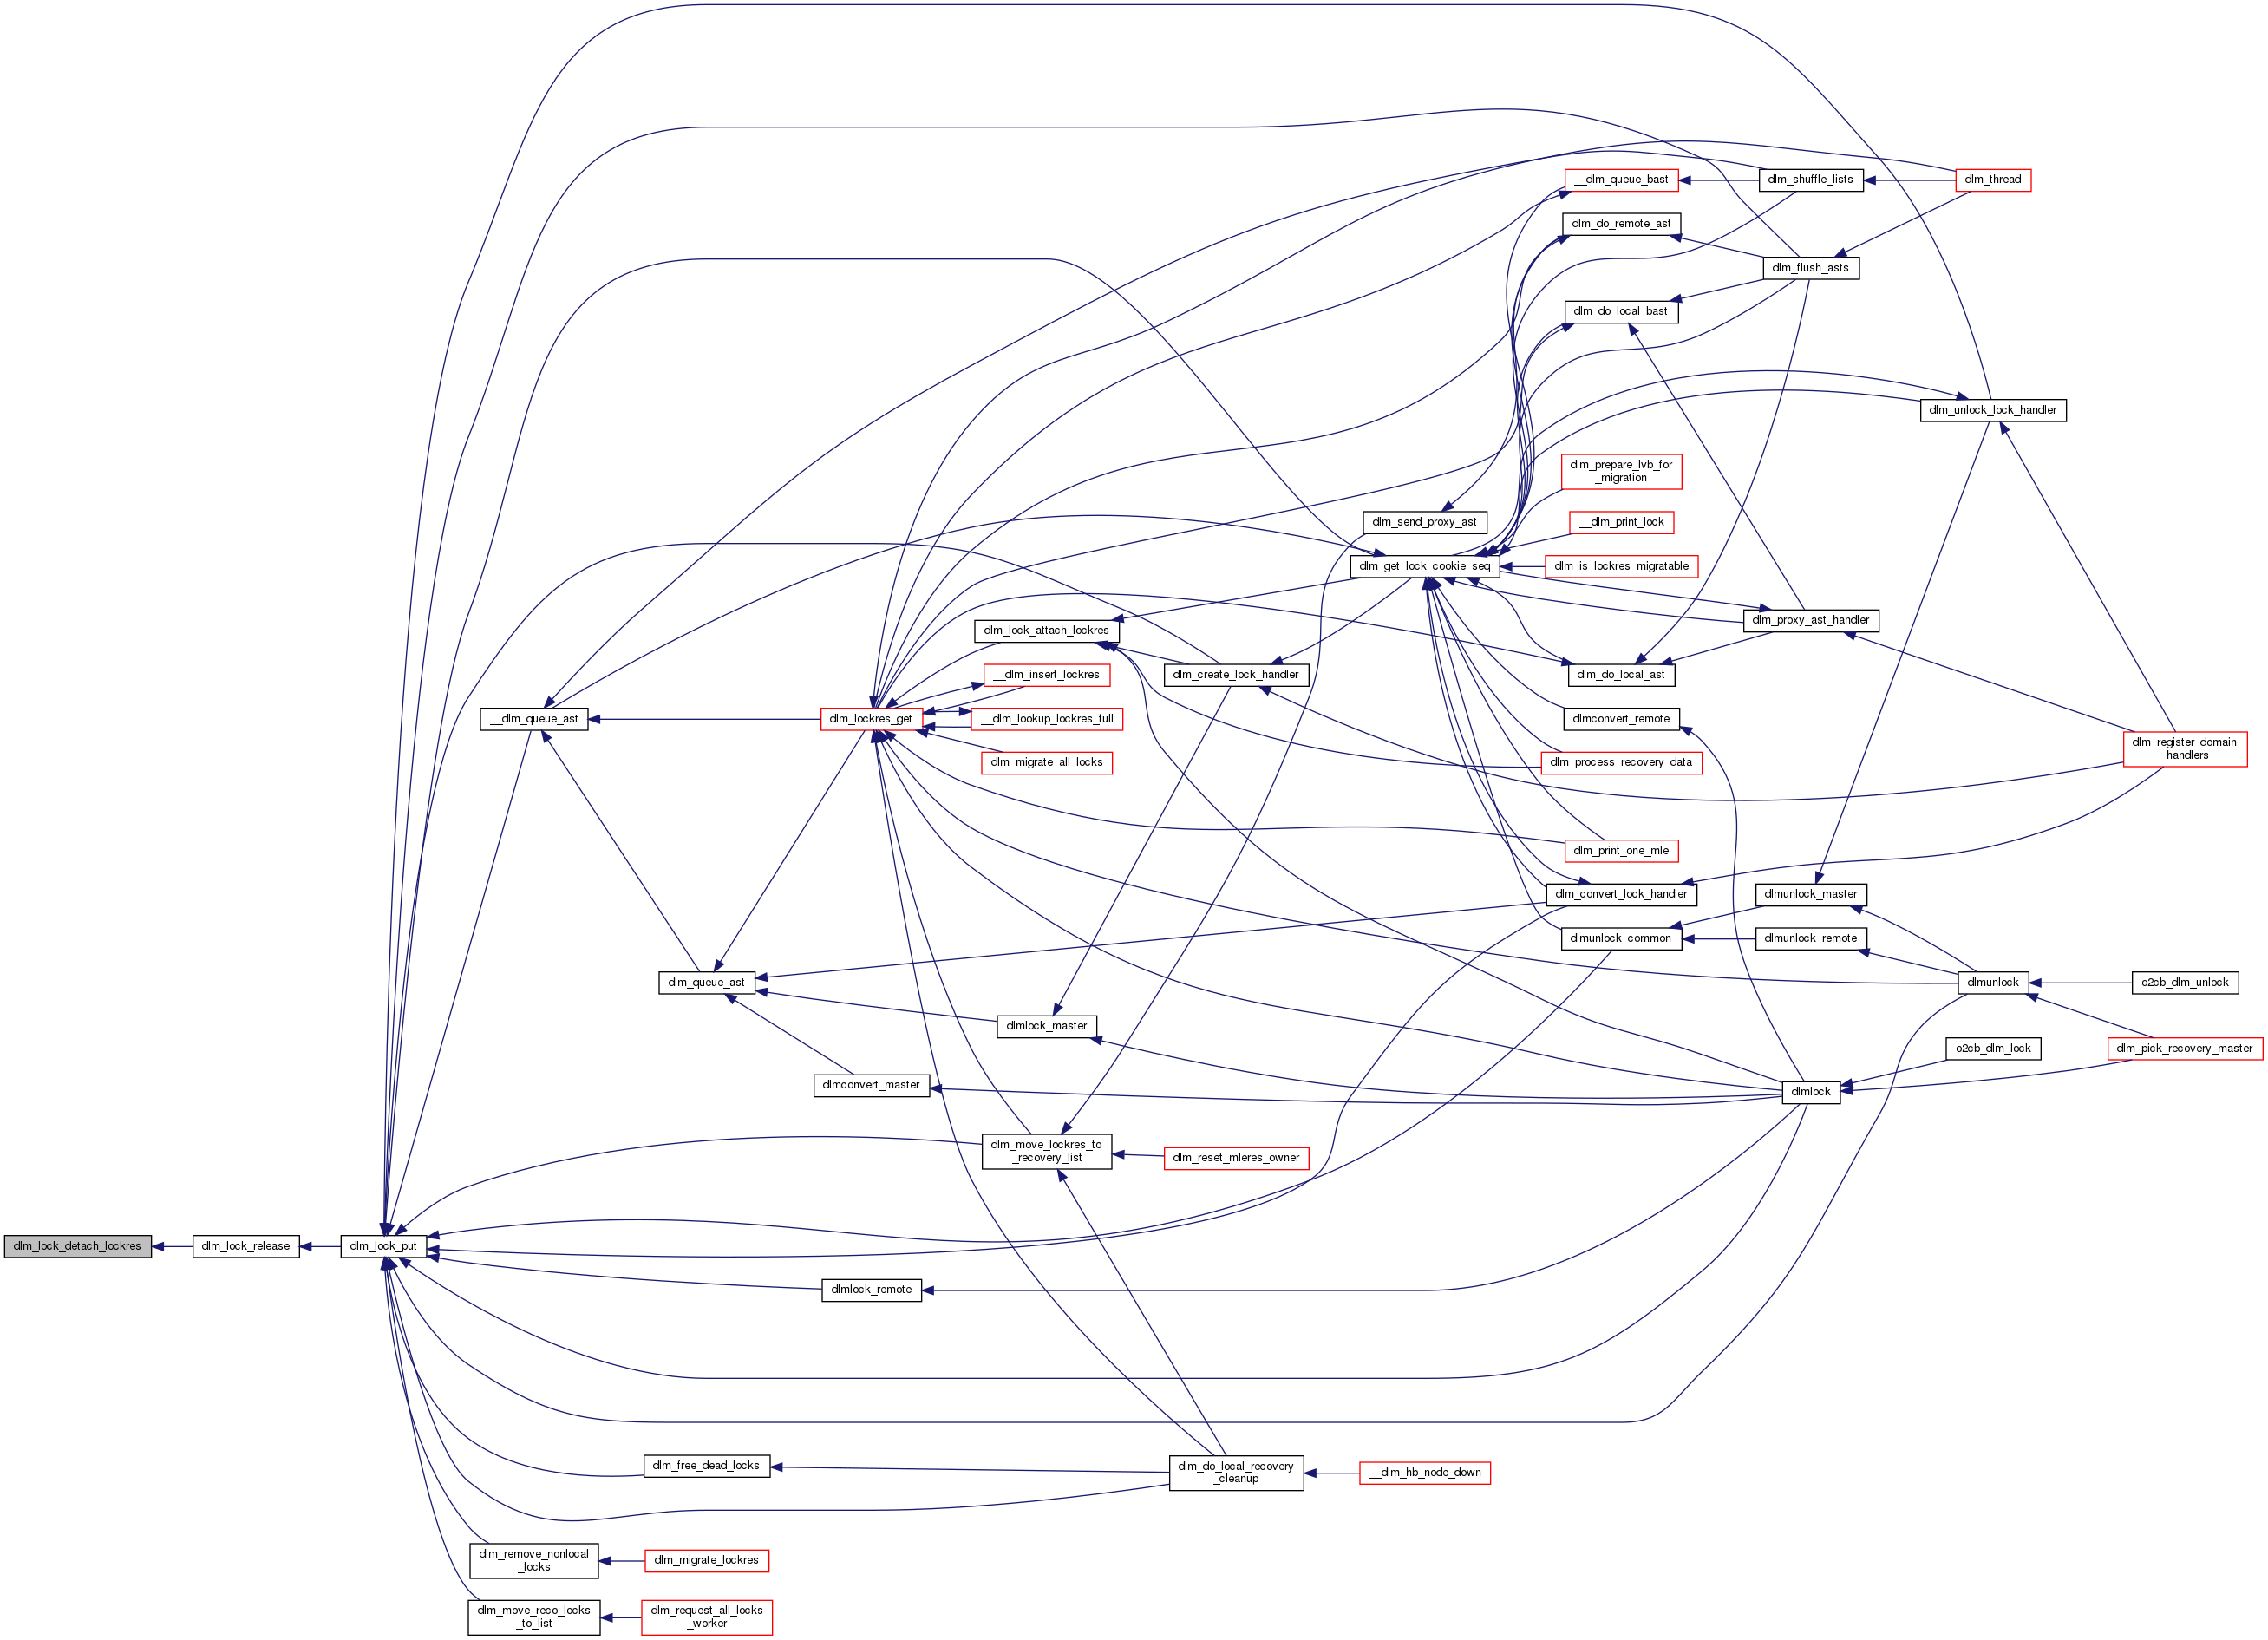 __dlm_queue_bast
dlm_shuffle_lists
dlm_thread
dlm_do_remote_ast
dlm_flush_asts
dlm_do_local_bast
dlm_unlock_lock_handler
dlm_prepare_lvb_for
_migration
dlm_send_proxy_ast
__dlm_print_lock
dlm_get_lock_cookie_seq
dlm_is_lockres_migratable
dlm_proxy_ast_handler
dlm_lock_attach_lockres
__dlm_insert_lockres
dlm_create_lock_handler
dlm_do_local_ast
__dlm_queue_ast
dlm_lockres_get
__dlm_lookup_lockres_full
dlmconvert_remote
dlm_register_domain
_handlers
dlm_migrate_all_locks
dlm_process_recovery_data
dlm_print_one_mle
dlm_convert_lock_handler
dlmunlock_master
dlmunlock_common
dlmunlock_remote
dlm_queue_ast
dlmunlock
o2cb_dlm_unlock
dlmlock_master
o2cb_dlm_lock
dlm_pick_recovery_master
dlmconvert_master
dlmlock
dlm_move_lockres_to
_recovery_list
dlm_reset_mleres_owner
dlm_lock_detach_lockres
dlm_lock_release
dlm_lock_put
dlmlock_remote
dlm_free_dead_locks
dlm_do_local_recovery
_cleanup
__dlm_hb_node_down
dlm_remove_nonlocal
_locks
dlm_migrate_lockres
dlm_move_reco_locks
_to_list
dlm_request_all_locks
_worker